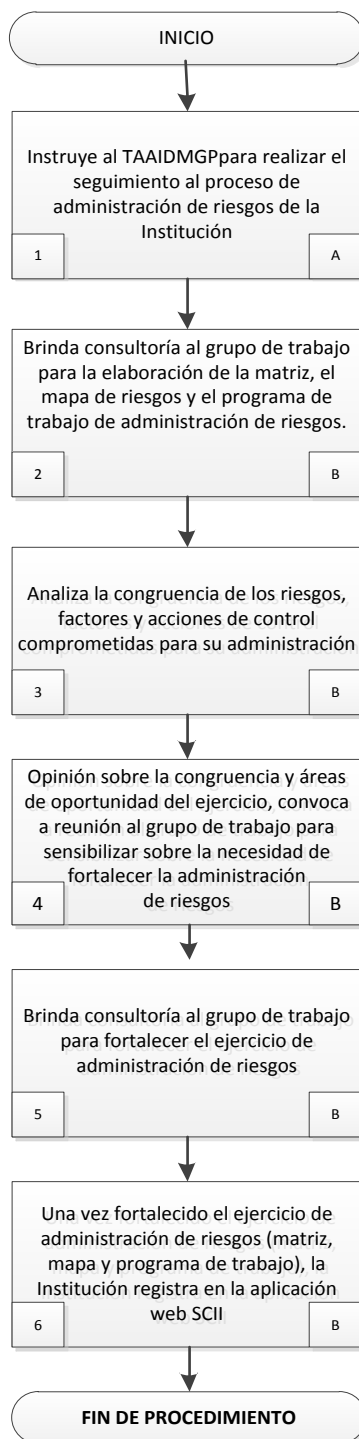 INICIO
Instruye al TAAIDMGPpara realizar el
seguimiento al proceso de
administración de riesgos de la
Institución
1
A
Brinda consultoría al grupo de trabajo
para la elaboración de la matriz, el
mapa de riesgos y el programa de
trabajo de administración de riesgos.
2
B
Analiza la congruencia de los riesgos,
factores y acciones de control
comprometidas para su administración
3
B
Opinión sobre la congruencia y áreas
de oportunidad del ejercicio, convoca
a reunión al grupo de trabajo para
sensibilizar sobre la necesidad de
fortalecer la administración
de riesgos
4
B
Brinda consultoría al grupo de trabajo
para fortalecer el ejercicio de
administración de riesgos
5
B
Una vez fortalecido el ejercicio de
administración de riesgos (matriz,
mapa y programa de trabajo), la
Institución registra en la aplicación
web SCII
6
B
FIN DE PROCEDIMIENTO